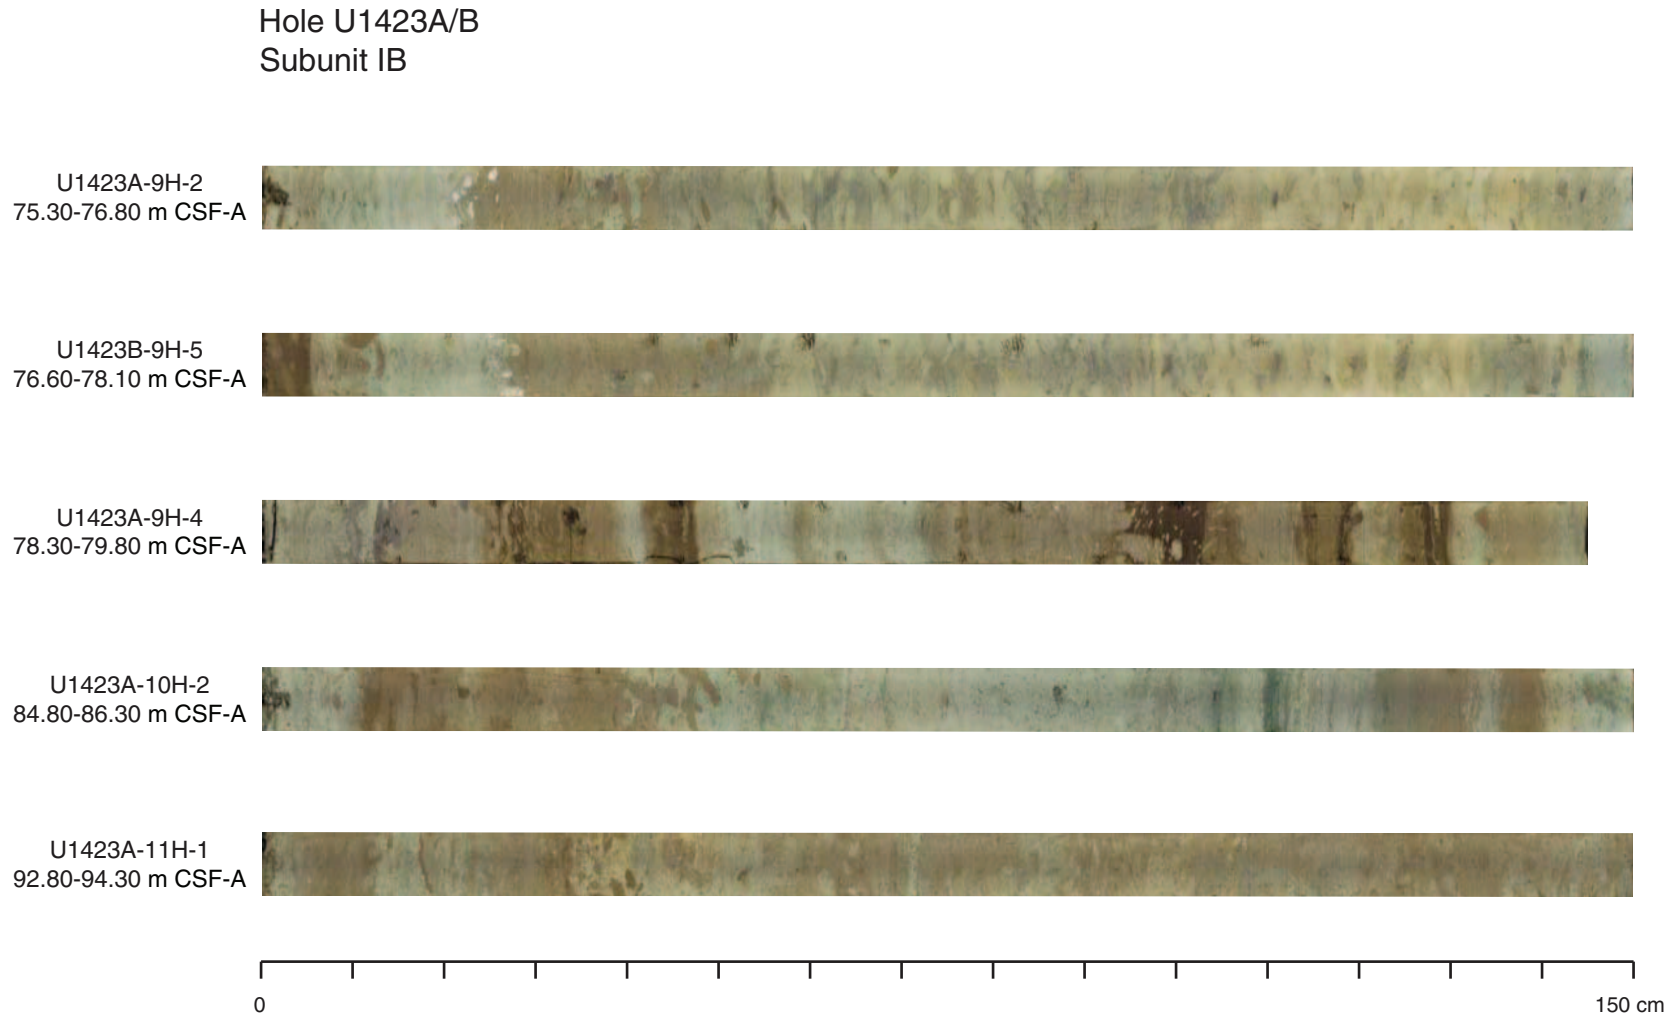 Hole U1423A/B
Subunit IB
U1423A-9H-2
75.30-76.80 m CSF-A
U1423B-9H-5
76.60-78.10 m CSF-A
U1423A-9H-4
78.30-79.80 m CSF-A
U1423A-10H-2
84.80-86.30 m CSF-A
U1423A-11H-1
92.80-94.30 m CSF-A
0
150 cm